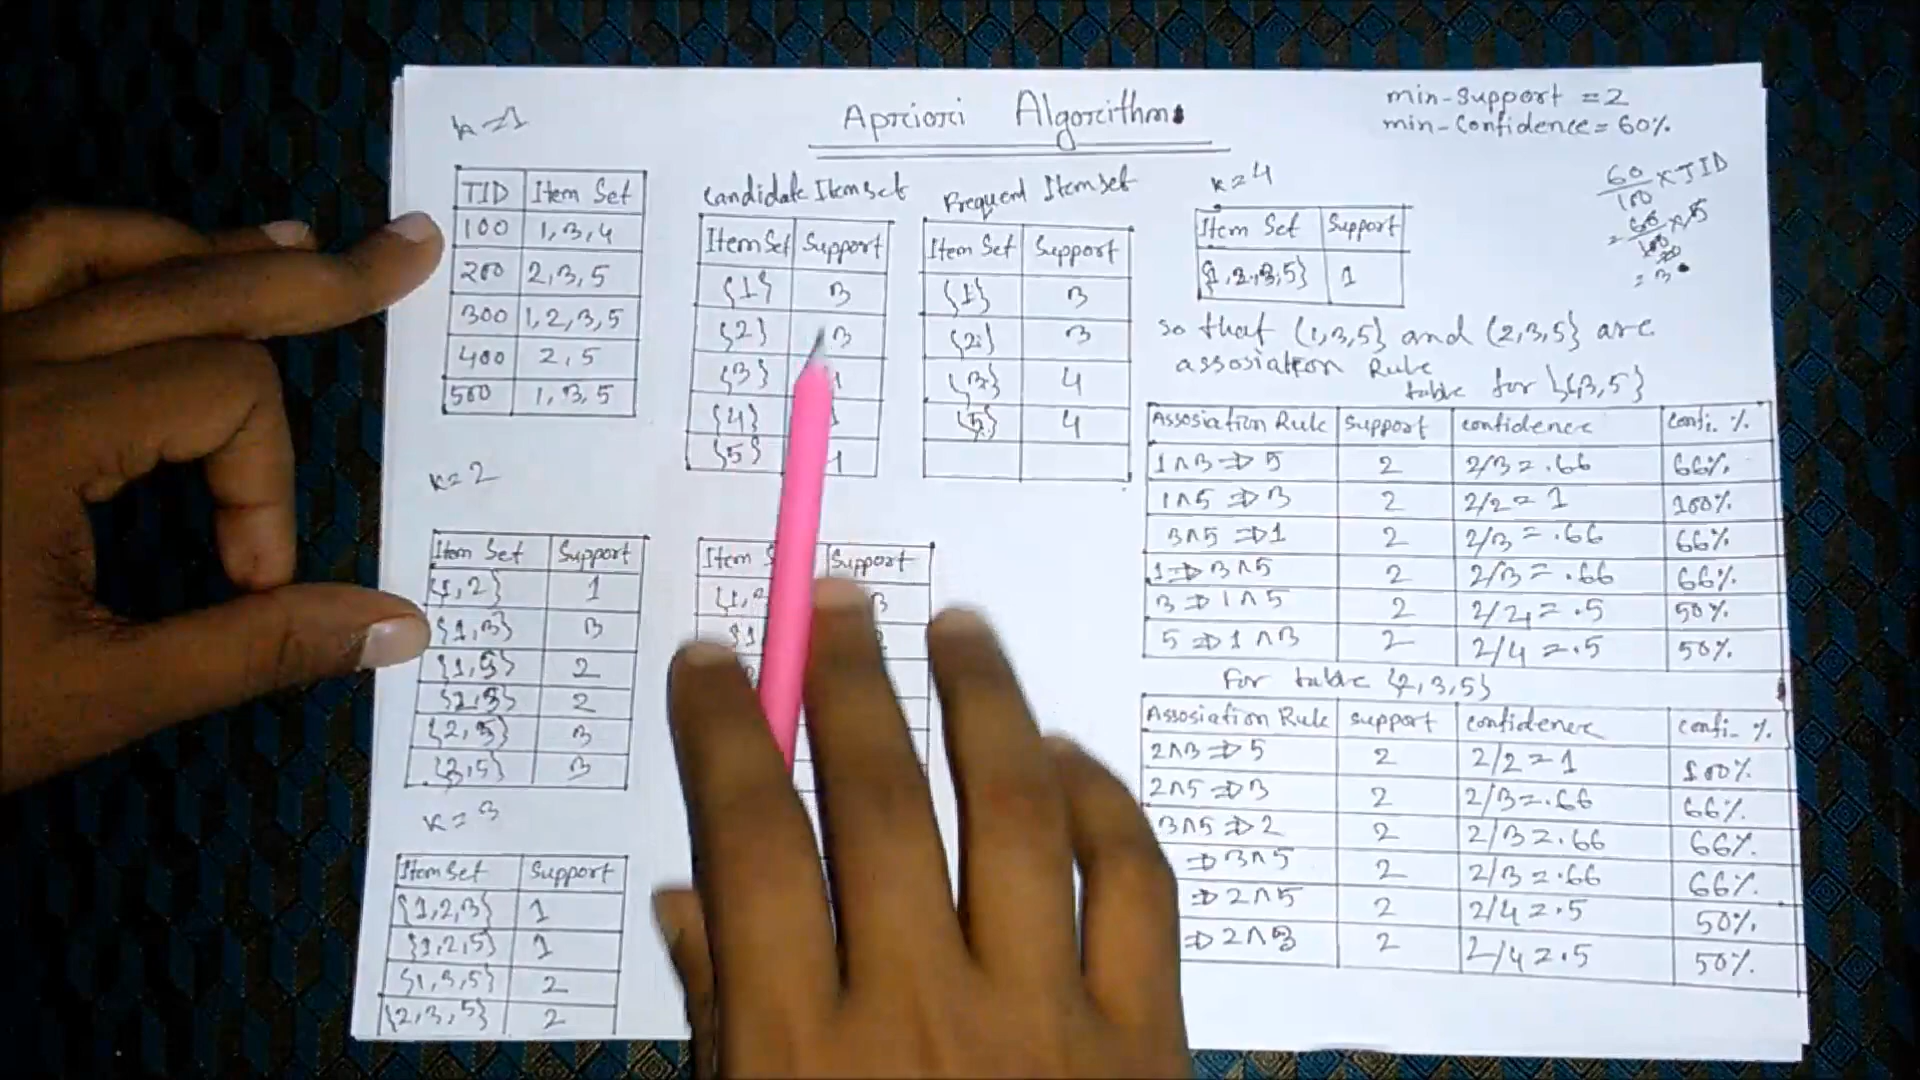 Apriori Algorithm
min-support = 2
min-Confidence = 60%
60/100 × TID
= 60/100 × 5
= 3
k=1
TID Item Set
100 1,3,4
200 2,3,5
300 1,2,3,5
400 2,5
500 1,3,5
Candidate Itemset
Item Set Support
{1} 3
{2} 3
{3}
{4}
{5}
Frequent Itemset
Item Set Support
{1} 3
{2} 3
{3} 4
{5} 4
k=2
Item Set Support
{1,2} 1
{1,3} 3
{1,5} 2
{2,3} 2
{2,5} 3
{3,5} 3
Item Support
k=3
Item Set Support
{1,2,3} 1
{1,2,5} 1
{1,3,5} 2
{2,3,5} 2
k=4
Item Set Support
{1,2,3,5} 1
so that {1,3,5} and {2,3,5} are
assosiation Rule
table for {1,3,5}
Assosiation Rule support confidence confi. %
1∧3 ⇒ 5 2 2/3 = .66 66%
1∧5 ⇒ 3 2 2/2 = 1 100%
3∧5 ⇒ 1 2 2/3 = .66 66%
1 ⇒ 3∧5 2 2/3 = .66 66%
3 ⇒ 1∧5 2 2/4 = .5 50%
5 ⇒ 1∧3 2 2/4 = .5 50%
For table {2,3,5}
Assosiation Rule support confidence confi- %
2∧3 ⇒ 5 2 2/2 = 1 100%
2∧5 ⇒ 3 2 2/3 = .66 66%
3∧5 ⇒ 2 2 2/3 = .66 66%
⇒ 3∧5 2 2/3 = .66 66%
⇒ 2∧5 2 2/4 = .5 50%
⇒ 2∧3 2 2/4 = .5 50%